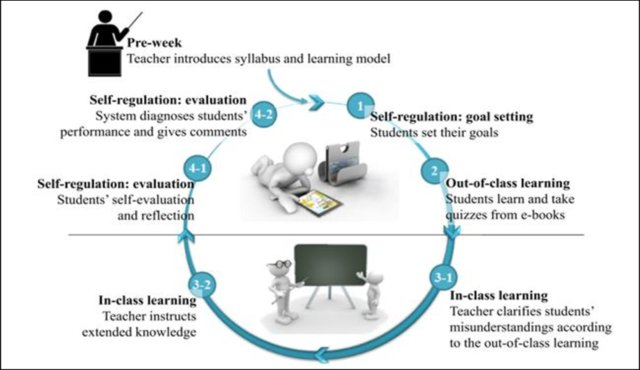 Pre-week
Teacher introduces syllabus and learning model
1
Self-regulation: goal setting
Students set their goals
2
Out-of-class learning
Students learn and take
quizzes from e-books
3-1
In-class learning
Teacher clarifies students'
misunderstandings according
to the out-of-class learning
3-2
In-class learning
Teacher instructs
extended knowledge
4-1
Self-regulation: evaluation
Students' self-evaluation
and reflection
4-2
Self-regulation: evaluation
System diagnoses students'
performance and gives comments